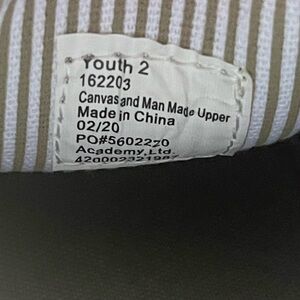 Youth 2
162203
Canvas and Man Made Upper
Made in China
02/20
PO#5602220
Academy, Ltd.